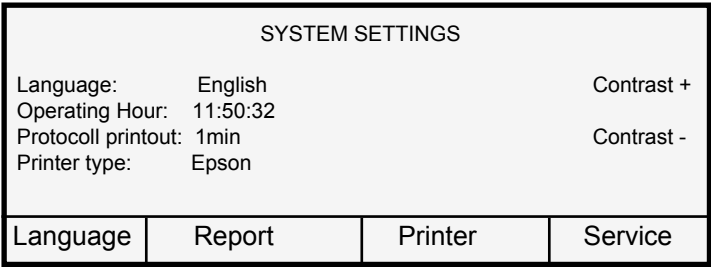 SYSTEM SETTINGS
Language: English Contrast +
Operating Hour: 11:50:32
Protocoll printout: 1min Contrast -
Printer type: Epson
Language Report Printer Service